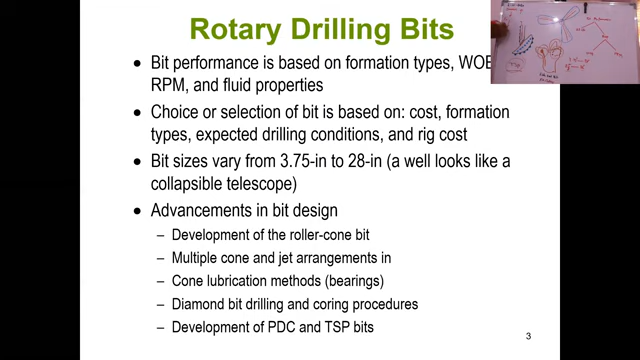 Rotary Drilling Bits
• Bit performance is based on formation types, WOB
RPM, and fluid properties
• Choice or selection of bit is based on: cost, formation
types, expected drilling conditions, and rig cost
• Bit sizes vary from 3.75-in to 28-in (a well looks like a
collapsible telescope)
• Advancements in bit design
– Development of the roller-cone bit
– Multiple cone and jet arrangements in
– Cone lubrication methods (bearings)
– Diamond bit drilling and coring procedures
– Development of PDC and TSP bits
3